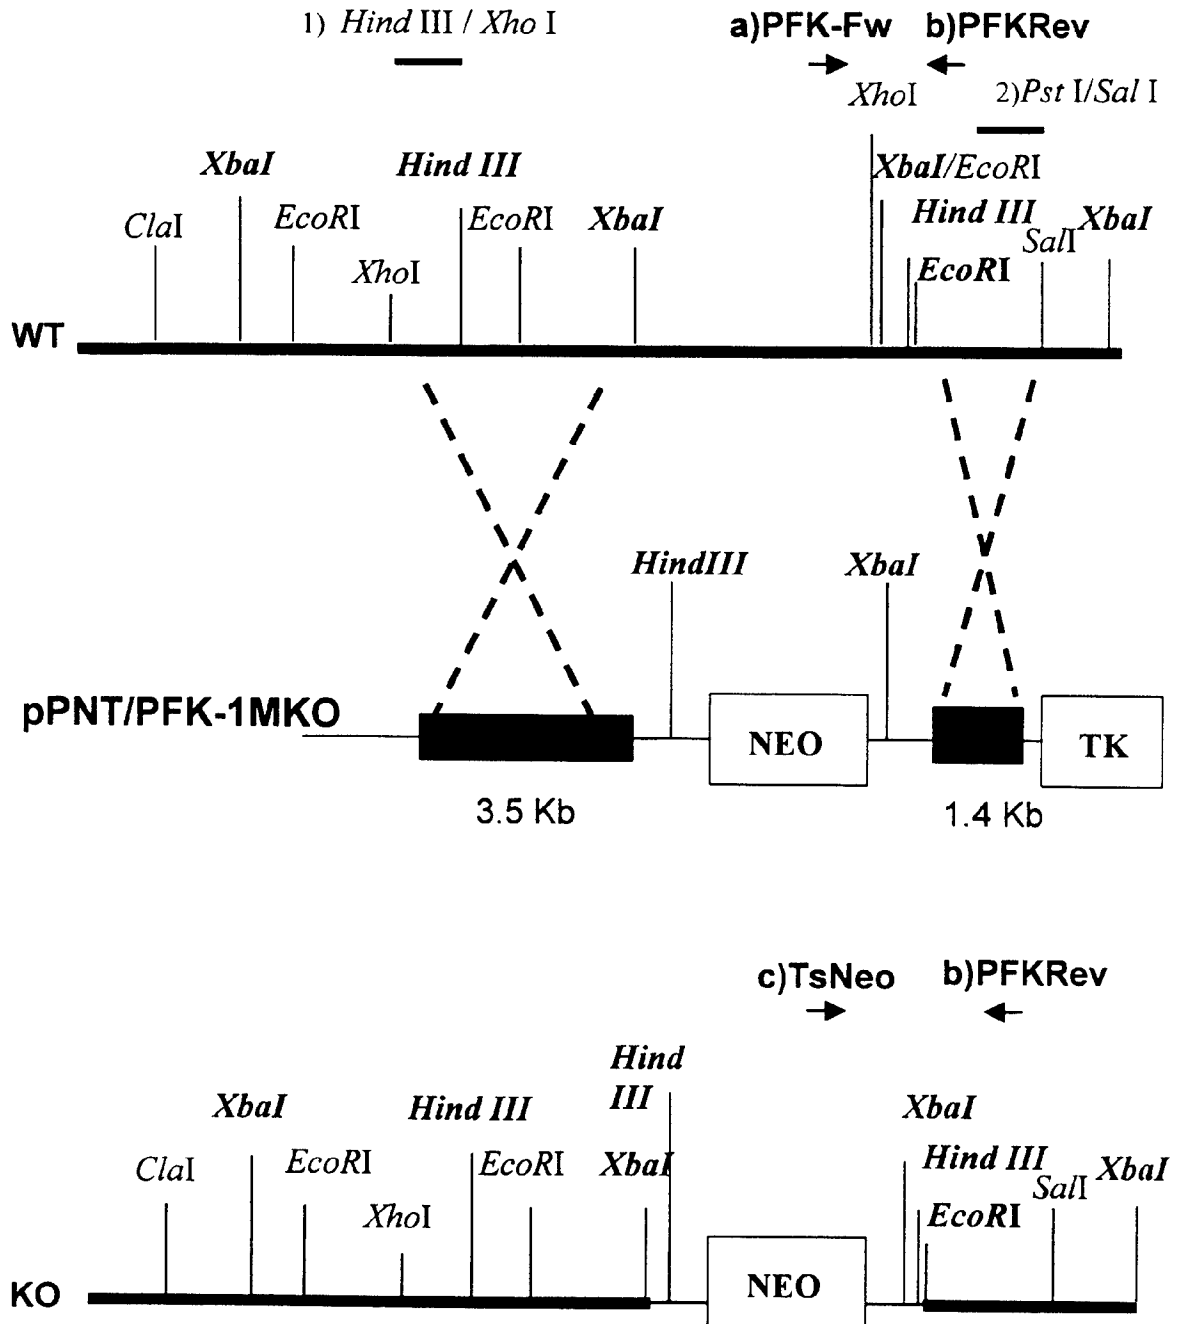 1) Hind III / Xho I
a)PFK-Fw b)PFKRev
XhoI 2)Pst I/Sal I
XbaI Hind III XbaI/EcoRI
ClaI EcoRI EcoRI XbaI Hind III SalI XbaI
XhoI EcoRI
WT
HindIII XbaI
pPNT/PFK-1MKO NEO TK
3.5 Kb 1.4 Kb
c)TsNeo b)PFKRev
Hind
III
XbaI Hind III XbaI
ClaI EcoRI EcoRI XbaI Hind III SalI XbaI
XhoI EcoRI
KO NEO